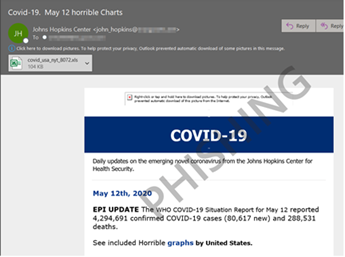 Covid-19. May 12 horrible Charts
Reply
Reply
JH
Johns Hopkins Center <john_hopkins@
To
Click here to download pictures. To help protect your privacy, Outlook prevented automatic download of some pictures in this message.
covid_usa_nyt_8072.xls
104 KB
Right-click or tap and hold here to download pictures. To help protect your privacy, Outlook prevented automatic download of this picture from the Internet.
COVID-19
Daily updates on the emerging novel coronavirus from the Johns Hopkins Center for
Health Security.
May 12th, 2020
EPI UPDATE The WHO COVID-19 Situation Report for May 12 reported
4,294,691 confirmed COVID-19 cases (80,617 new) and 288,531
deaths.
See included Horrible graphs by United States.
PHISHING